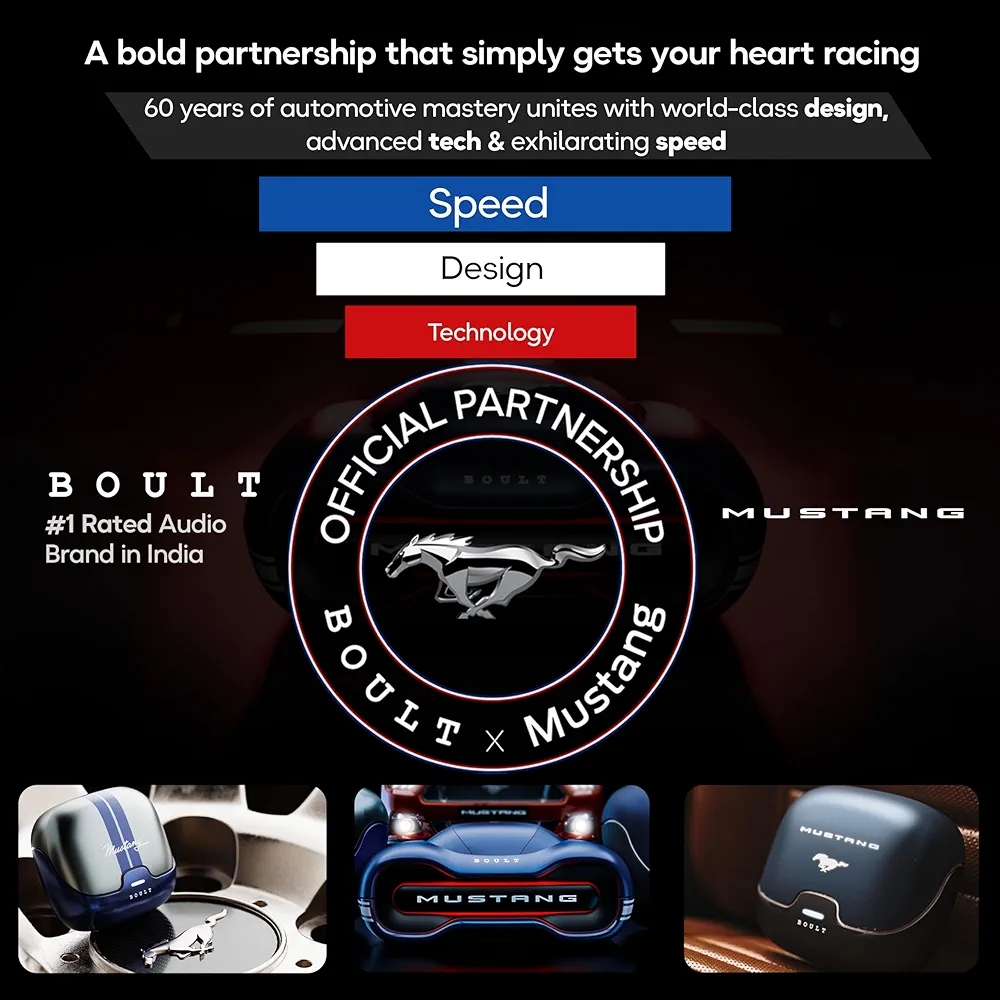 A bold partnership that simply gets your heart racing
60 years of automotive mastery unites with world-class design,
advanced tech & exhilarating speed
Speed
Design
Technology
OFFICIAL PARTNERSHIP
BOULT x Mustang
BOULT
#1 Rated Audio
Brand in India
MUSTANG
BOULT
MUSTANG
Mustang
BOULT
MUSTANG
BOULT
MUSTANG
MUSTANG
BOULT